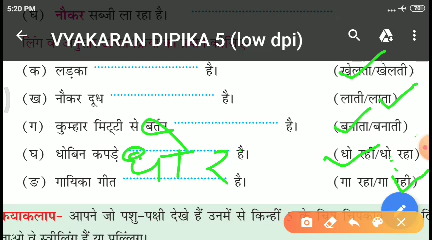 5:20 PM
(घ) नौकर सब्जी ला रहा है।
VYAKARAN DIPIKA 5 (low dpi)
(क) लड़का ........ है। (खेलता/खेलती)
(ख) नौकर दूध ........ है। (लाती/लाता)
(ग) कुम्हार मिट्टी से बर्तन ........ है। (बनाता/बनाती)
(घ) धोबिन कपड़े ........ है। (धो रही/धो रहा)
धो र
(ङ) गायिका गीत ........ है। (गा रहा/गा रही)
क्रियाकलाप- आपने जो पशु-पक्षी देखे हैं उनमें से किन्हीं